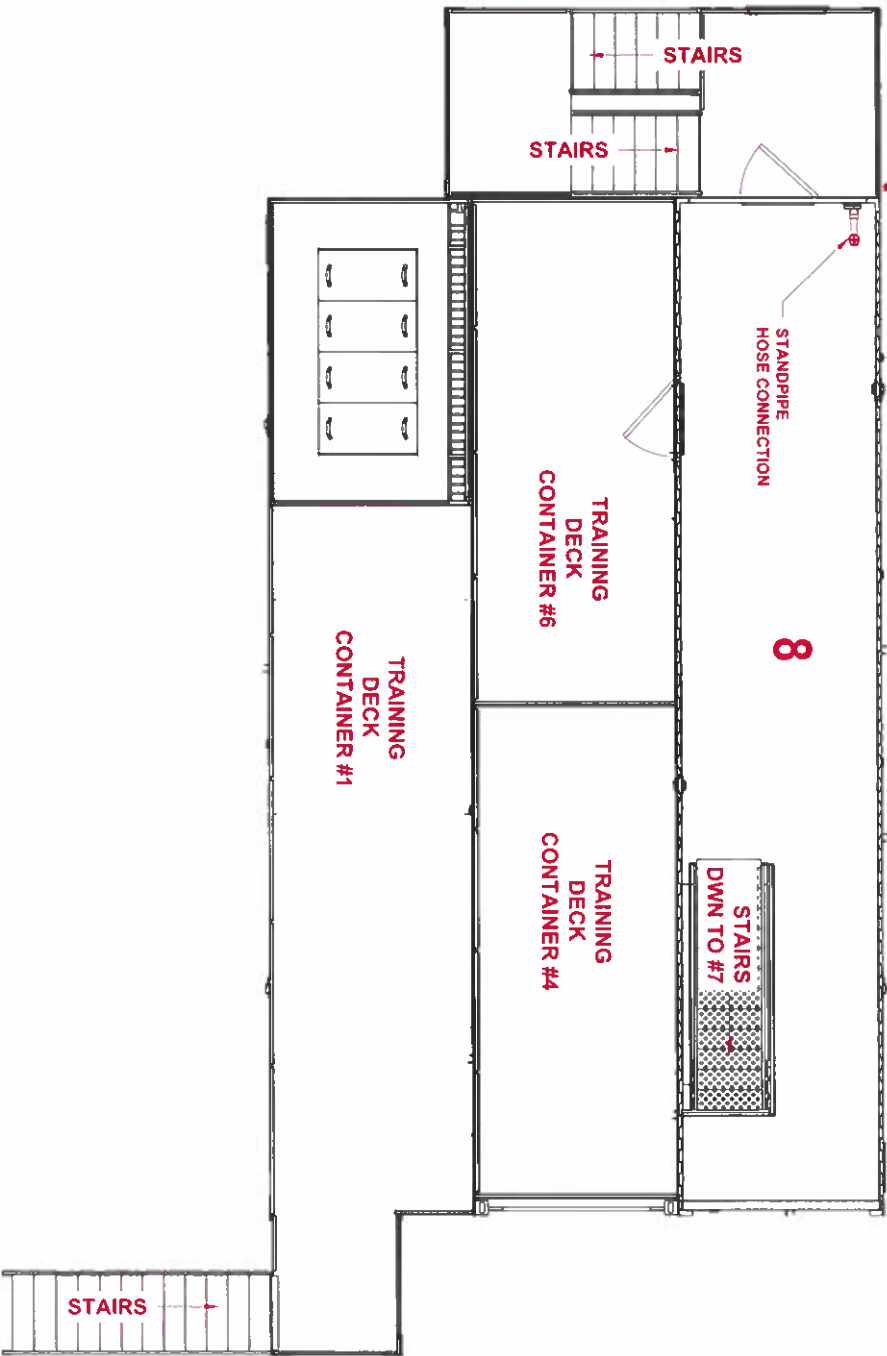 STAIRS
STAIRS
STANDPIPE
HOSE CONNECTION
TRAINING
DECK
CONTAINER #6
8
TRAINING
DECK
CONTAINER #1
TRAINING
DECK
CONTAINER #4
STAIRS
DWN TO #7
STAIRS